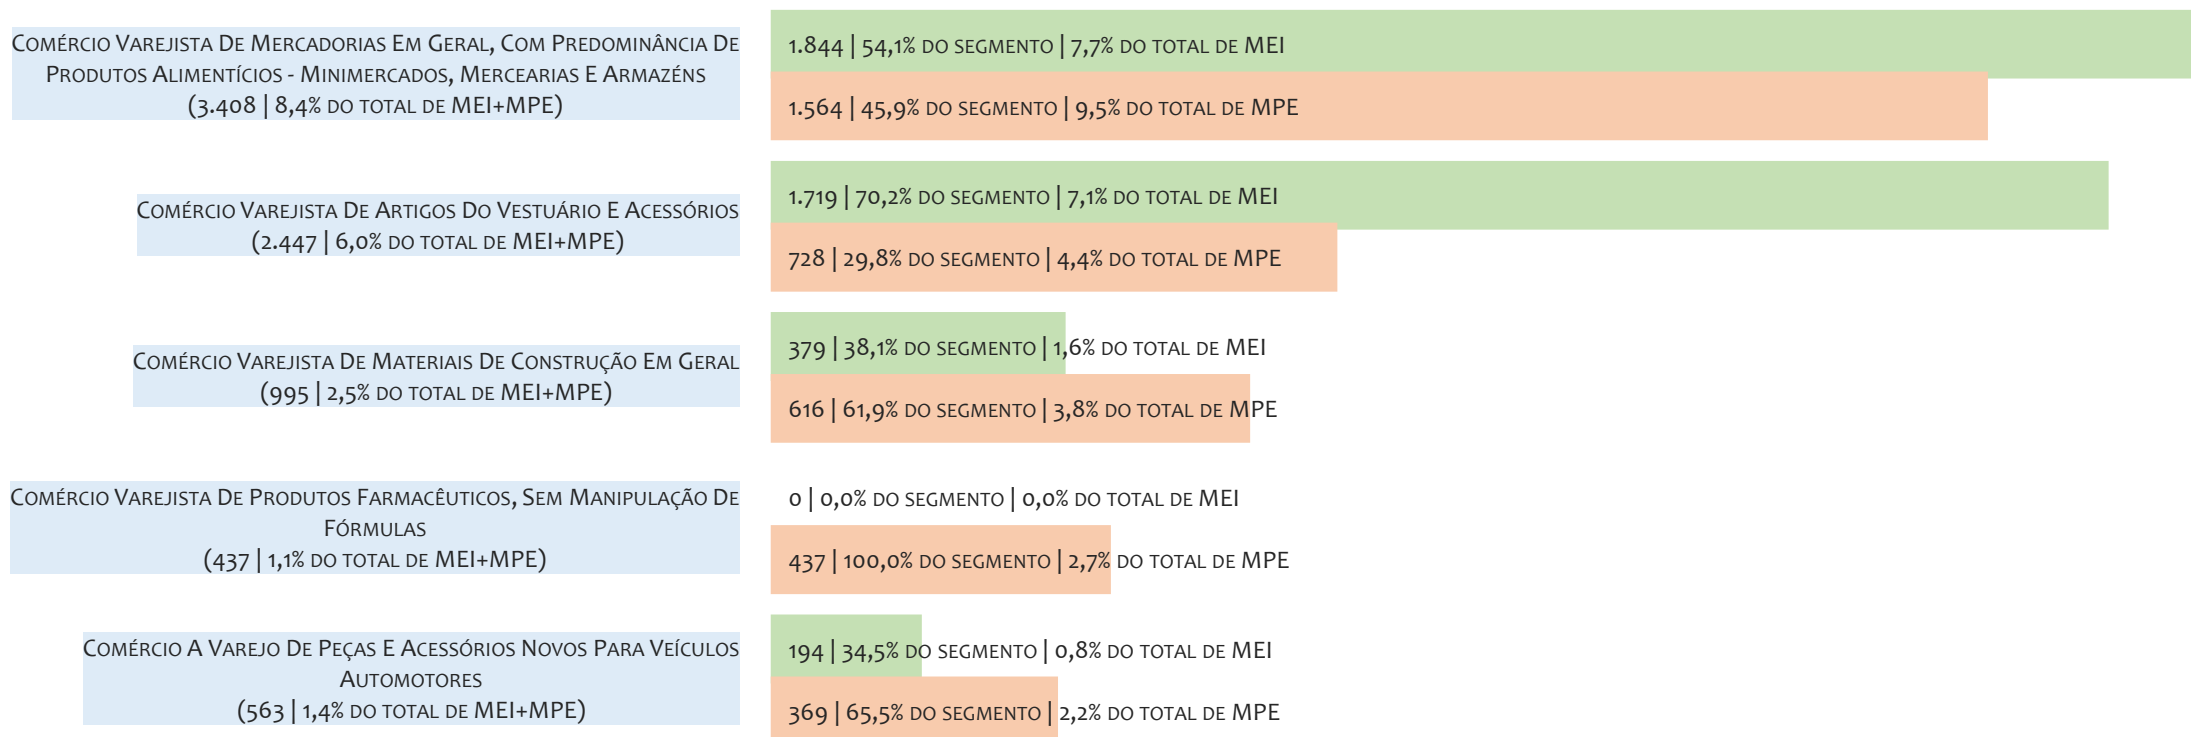 Comércio Varejista De Mercadorias Em Geral, Com Predominância De
Produtos Alimentícios - Minimercados, Mercearias E Armazéns
(3.408 | 8,4% do total de MEI+MPE)
1.844 | 54,1% do segmento | 7,7% do total de MEI
1.564 | 45,9% do segmento | 9,5% do total de MPE
Comércio Varejista De Artigos Do Vestuário E Acessórios
(2.447 | 6,0% do total de MEI+MPE)
1.719 | 70,2% do segmento | 7,1% do total de MEI
728 | 29,8% do segmento | 4,4% do total de MPE
Comércio Varejista De Materiais De Construção Em Geral
(995 | 2,5% do total de MEI+MPE)
379 | 38,1% do segmento | 1,6% do total de MEI
616 | 61,9% do segmento | 3,8% do total de MPE
Comércio Varejista De Produtos Farmacêuticos, Sem Manipulação De
Fórmulas
(437 | 1,1% do total de MEI+MPE)
0 | 0,0% do segmento | 0,0% do total de MEI
437 | 100,0% do segmento | 2,7% do total de MPE
Comércio A Varejo De Peças E Acessórios Novos Para Veículos
Automotores
(563 | 1,4% do total de MEI+MPE)
194 | 34,5% do segmento | 0,8% do total de MEI
369 | 65,5% do segmento | 2,2% do total de MPE